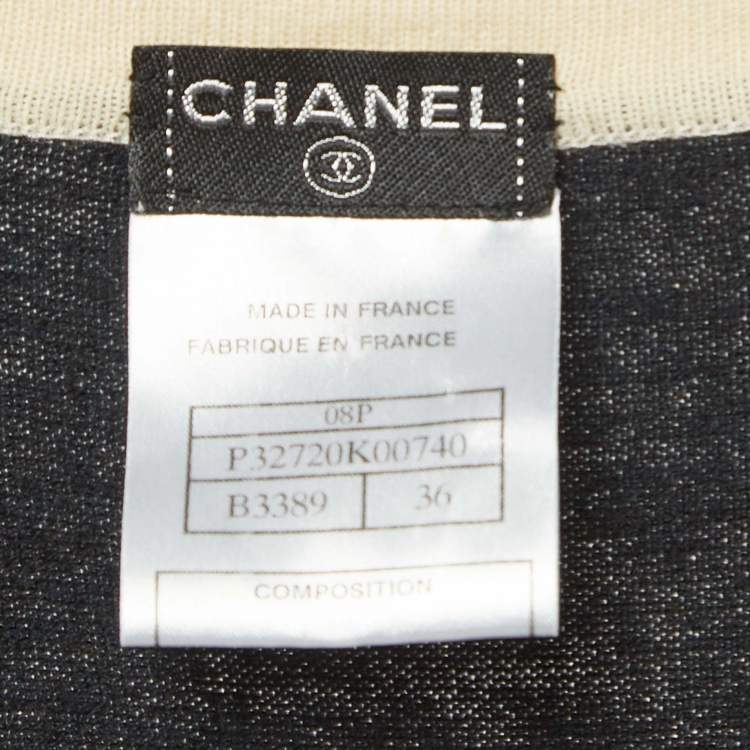 CHANEL
MADE IN FRANCE
FABRIQUE EN FRANCE
08P
P32720K00740
B3389 36
COMPOSITION